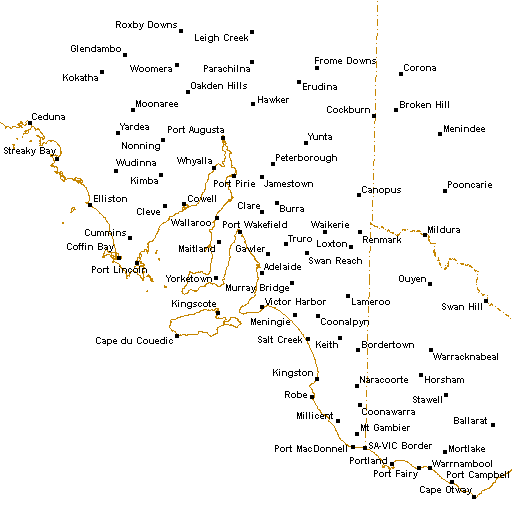 Roxby Downs
Leigh Creek
Glendambo
Woomera
Parachilna
Frome Downs
Kokatha
Corona
Oakden Hills
Erudina
Moonaree
Hawker
Cockburn
Broken Hill
Ceduna
Yardea
Port Augusta
Menindee
Nonning
Yunta
Streaky Bay
Wudinna
Whyalla
Peterborough
Kimba
Port Pirie
Jamestown
Canopus
Pooncarie
Elliston
Cleve
Cowell
Clare
Burra
Wallaroo
Port Wakefield
Waikerie
Cummins
Renmark
Mildura
Coffin Bay
Maitland
Gawler
Truro
Loxton
Swan Reach
Port Lincoln
Adelaide
Yorketown
Murray Bridge
Ouyen
Kingscote
Victor Harbor
Lameroo
Swan Hill
Meningie
Coonalpyn
Cape du Couedic
Salt Creek
Keith
Bordertown
Warracknabeal
Kingston
Naracoorte
Horsham
Robe
Stawell
Millicent
Coonawarra
Mt Gambier
Ballarat
Port MacDonnell
SA-VIC Border
Mortlake
Portland
Warrnambool
Port Fairy
Port Campbell
Cape Otway